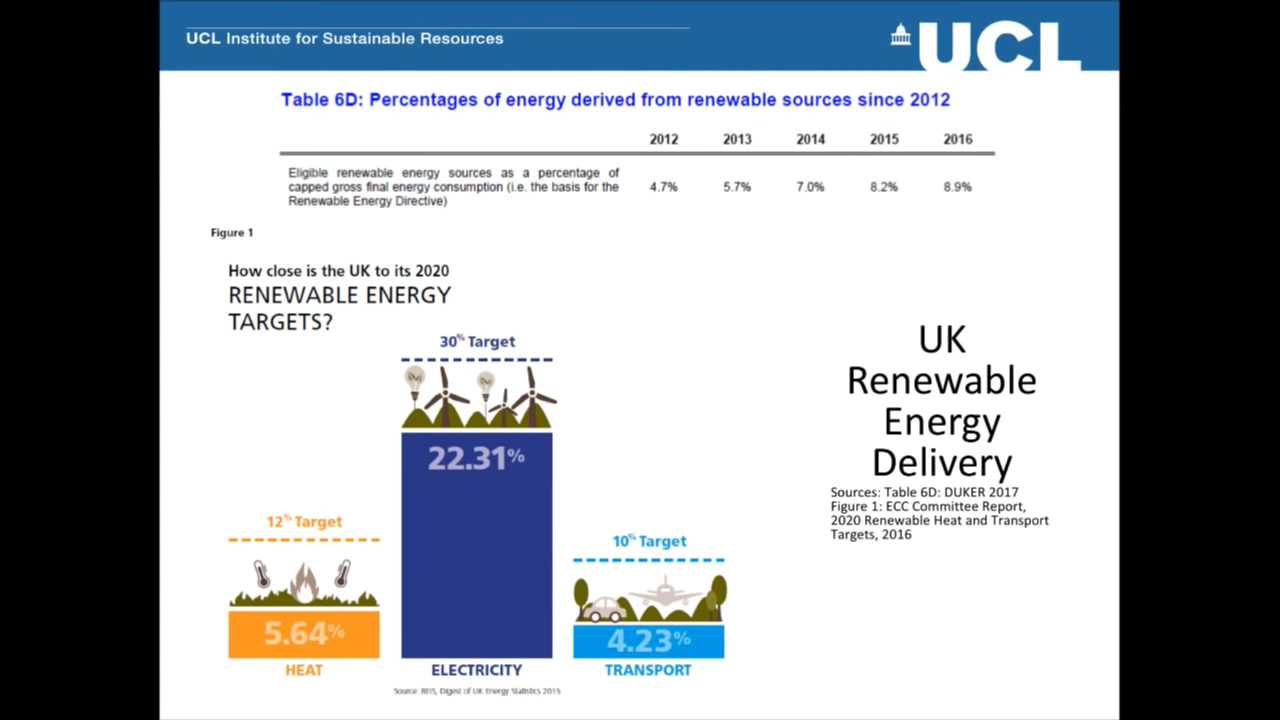 UCL Institute for Sustainable Resources
UCL
Table 6D: Percentages of energy derived from renewable sources since 2012
2012 2013 2014 2015 2016
Eligible renewable energy sources as a percentage of
capped gross final energy consumption (i.e. the basis for the
Renewable Energy Directive)
4.7% 5.7% 7.0% 8.2% 8.9%
Figure 1
How close is the UK to its 2020
RENEWABLE ENERGY
TARGETS?
30% Target
22.31%
12% Target
5.64%
10% Target
4.23%
HEAT
ELECTRICITY
TRANSPORT
Source: BEIS, Digest of UK Energy Statistics 2015
UK
Renewable
Energy
Delivery
Sources: Table 6D: DUKER 2017
Figure 1: ECC Committee Report,
2020 Renewable Heat and Transport
Targets, 2016